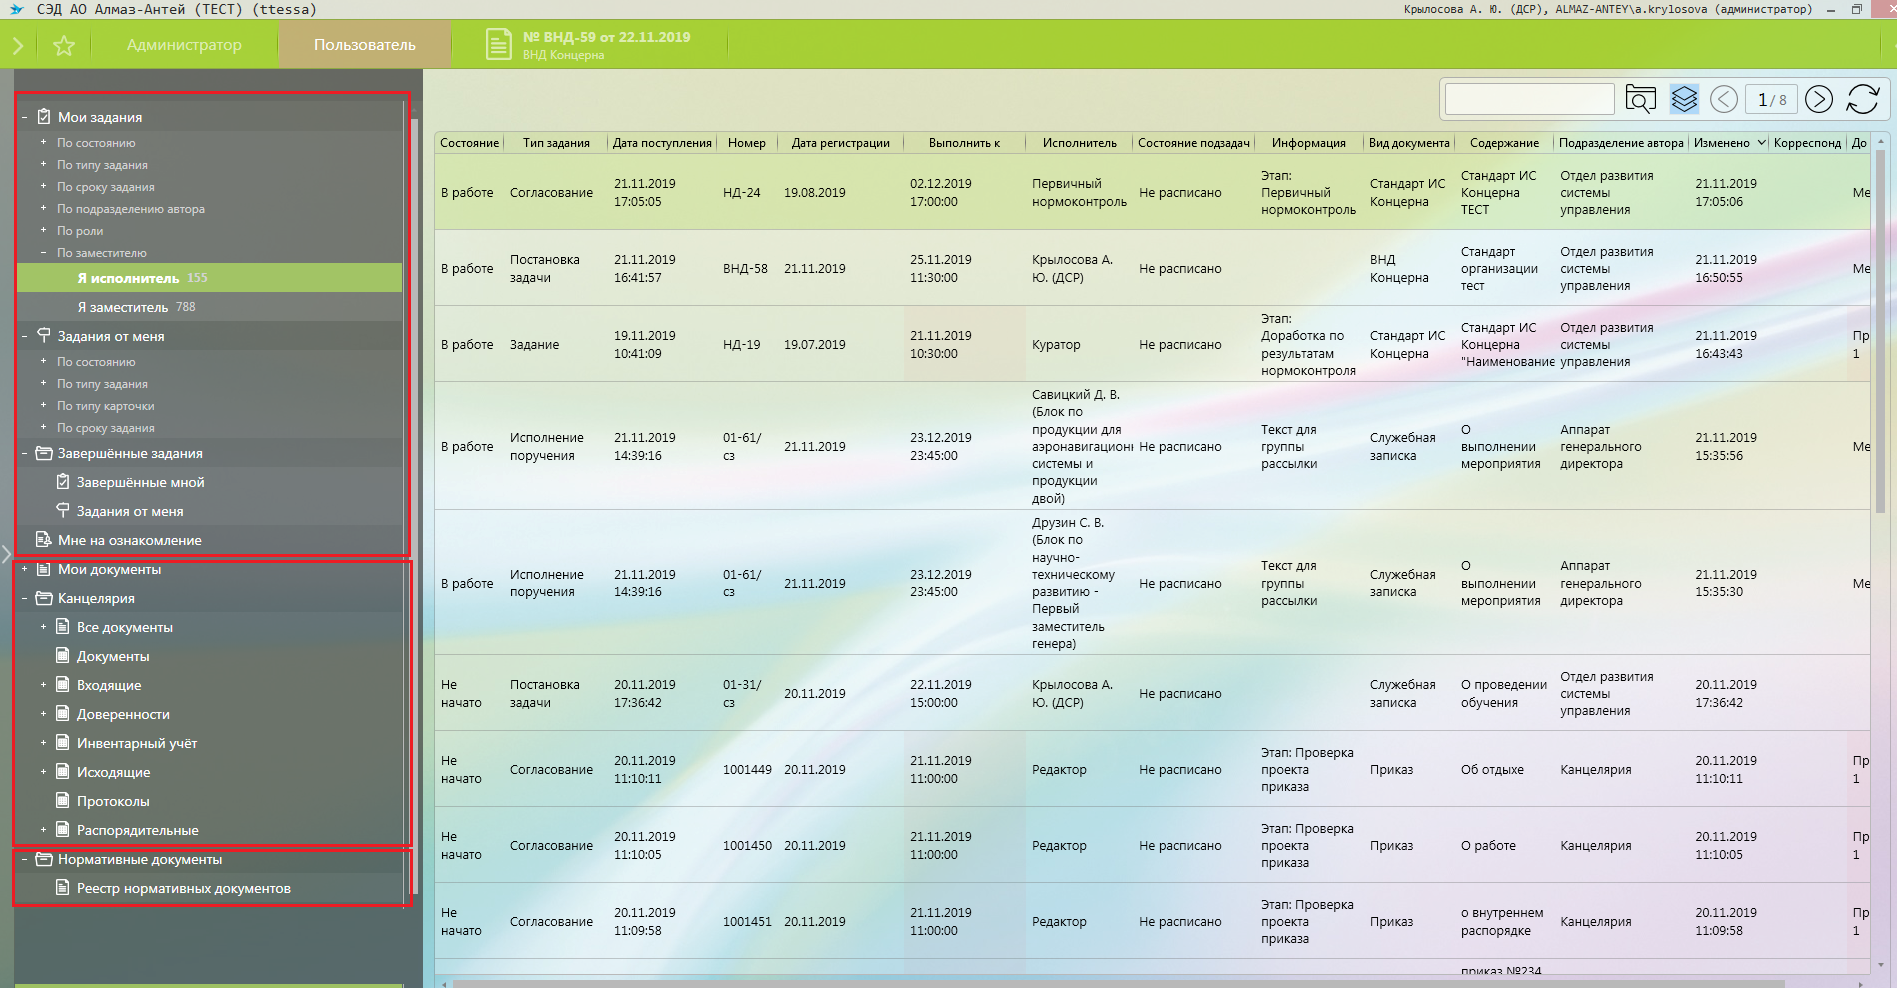 СЭД АО Алмаз-Антей (ТЕСТ) (ttessa)
Крылосова А. Ю. (ДСР), ALMAZ-ANTEY\a.krylosova (администратор)
Администратор
Пользователь
№ ВНД-59 от 22.11.2019
ВНД Концерна
1 / 8
Мои задания
По состоянию
По типу задания
По сроку задания
По подразделению автора
По роли
По заместителю
Я исполнитель 155
Я заместитель 788
Задания от меня
По состоянию
По типу задания
По типу карточки
По сроку задания
Завершённые задания
Завершённые мной
Задания от меня
Мне на ознакомление
Мои документы
Канцелярия
Все документы
Документы
Входящие
Доверенности
Инвентарный учёт
Исходящие
Протоколы
Распорядительные
Нормативные документы
Реестр нормативных документов
Состояние Тип задания Дата поступления Номер Дата регистрации Выполнить к Исполнитель Состояние подзадач Информация Вид документа Содержание Подразделение автора Изменено Корреспонд До
В работе
Согласование
21.11.2019
17:05:05
НД-24
19.08.2019
02.12.2019
17:00:00
Первичный
нормоконтроль
Не расписано
Этап:
Первичный
нормоконтроль
Стандарт ИС
Концерна
Стандарт ИС
Концерна
ТЕСТ
Отдел развития
системы
управления
21.11.2019
17:05:06
Ме
В работе
Постановка
задачи
21.11.2019
16:41:57
ВНД-58
21.11.2019
25.11.2019
11:30:00
Крылосова А.
Ю. (ДСР)
Не расписано
ВНД
Концерна
Стандарт
организации
тест
Отдел развития
системы
управления
21.11.2019
16:50:55
Ме
В работе
Задание
19.11.2019
10:41:09
НД-19
19.07.2019
21.11.2019
10:30:00
Куратор
Не расписано
Этап:
Доработка по
результатам
нормоконтроля
Стандарт ИС
Концерна
Стандарт ИС
Концерна
"Наименование
Отдел развития
системы
управления
21.11.2019
16:43:43
Пр
1
В работе
Исполнение
поручения
21.11.2019
14:39:16
01-61/
сз
21.11.2019
23.12.2019
23:45:00
Савицкий Д. В.
(Блок по
продукции для
аэронавигацион
системы и
продукции
двой)
Не расписано
Текст для
группы
рассылки
Служебная
записка
О
выполнении
мероприятия
Аппарат
генерального
директора
21.11.2019
15:35:56
Ме
В работе
Исполнение
поручения
21.11.2019
14:39:16
01-61/
сз
21.11.2019
23.12.2019
23:45:00
Друзин С. В.
(Блок по
научно-
техническому
развитию -
Первый
заместитель
генера)
Не расписано
Текст для
группы
рассылки
Служебная
записка
О
выполнении
мероприятия
Аппарат
генерального
директора
21.11.2019
15:35:30
Ме
Не
начато
Постановка
задачи
20.11.2019
17:36:42
01-31/
сз
20.11.2019
22.11.2019
15:00:00
Крылосова А.
Ю. (ДСР)
Не расписано
Служебная
записка
О проведении
обучения
Отдел развития
системы
управления
20.11.2019
17:36:42
Не
начато
Согласование
20.11.2019
11:10:11
1001449
20.11.2019
21.11.2019
11:00:00
Редактор
Не расписано
Этап: Проверка
проекта
приказа
Приказ
Об отдыхе
Канцелярия
20.11.2019
11:10:11
Пр
1
Не
начато
Согласование
20.11.2019
11:10:05
1001450
20.11.2019
21.11.2019
11:00:00
Редактор
Не расписано
Этап: Проверка
проекта
приказа
Приказ
О работе
Канцелярия
20.11.2019
11:10:05
Пр
1
Не
начато
Согласование
20.11.2019
11:09:58
1001451
20.11.2019
21.11.2019
11:00:00
Редактор
Не расписано
Этап: Проверка
проекта
приказа
Приказ
о внутреннем
распорядке
Канцелярия
20.11.2019
11:09:58
Пр
1
приказ №234